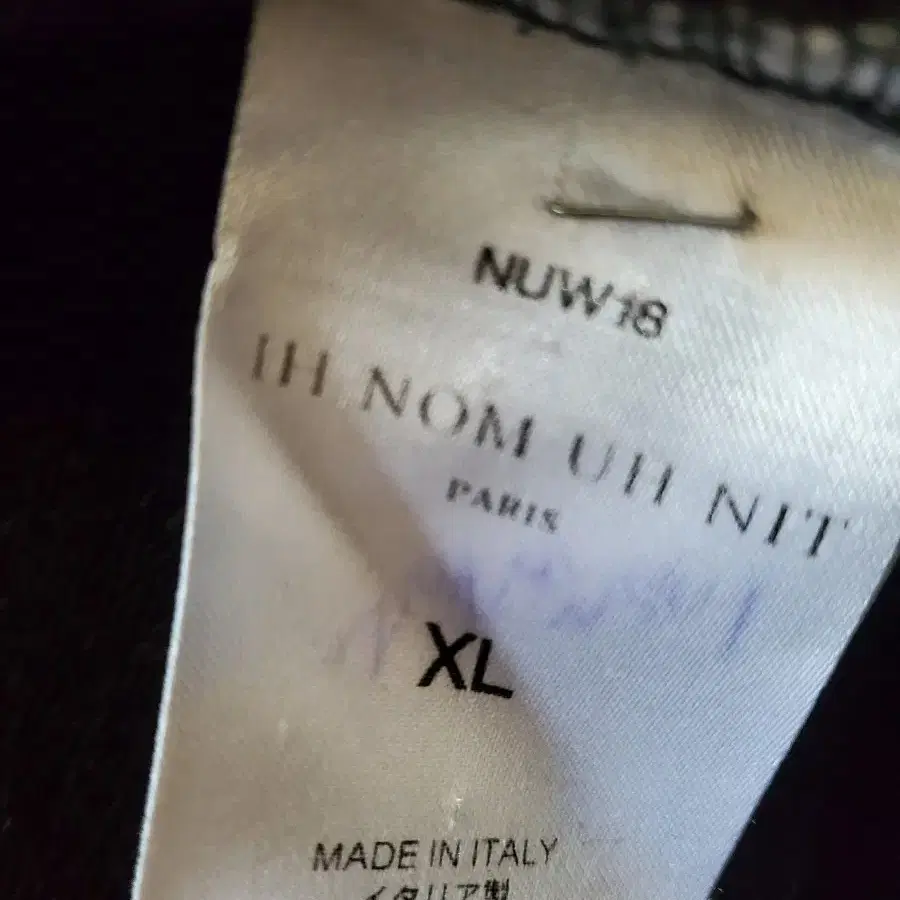 NUW18
IH NOM UH NIT
PARIS
XL
MADE IN ITALY
イタリア製